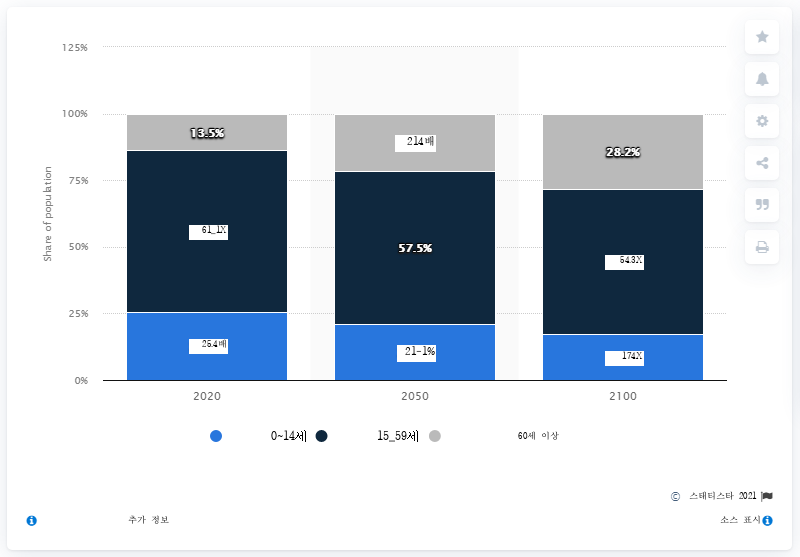 125%
100%
75%
50%
25%
0%
Share of population
13.5%
214배
28.2%
61_1X
57.5%
54.3X
25.4배
21-1%
174X
2020
2050
2100
0~14세
15_59세
60세 이상
© 스태티스타 2021
추가 정보
소스 표시